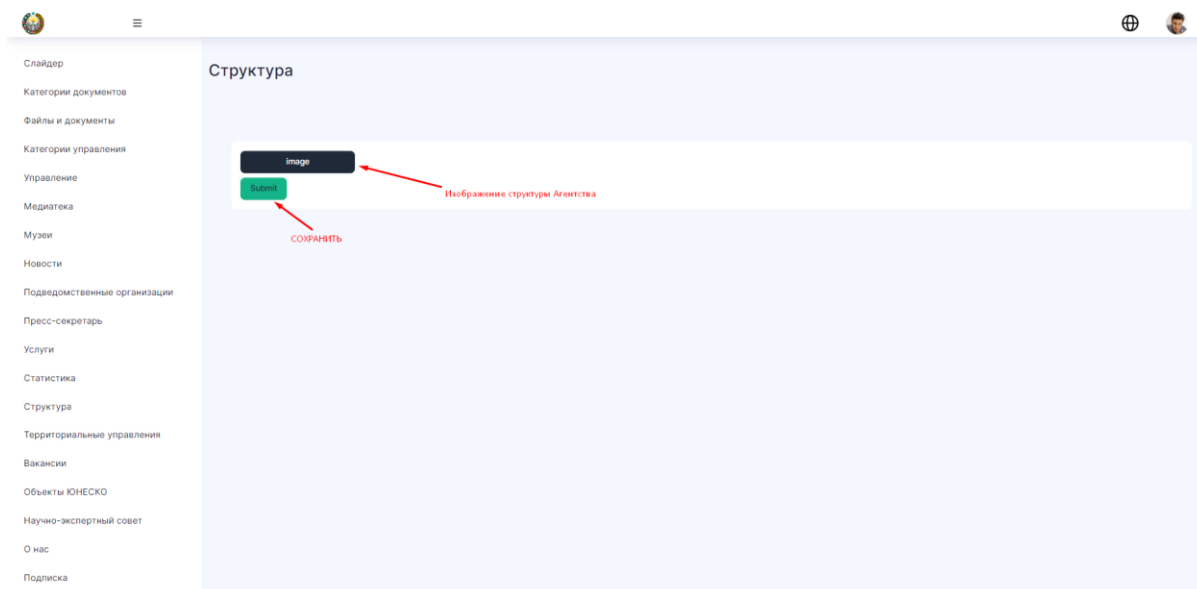 Слайдер
Структура
Категории документов
Файлы и документы
Категории управления
image
Управление
Submit
Изображение структуры Агентства
Медиатека
Музеи
СОХРАНИТЬ
Новости
Подведомственные организации
Пресс-секретарь
Услуги
Статистика
Структура
Территориальные управления
Вакансии
Объекты ЮНЕСКО
Научно-экспертный совет
О нас
Подписка